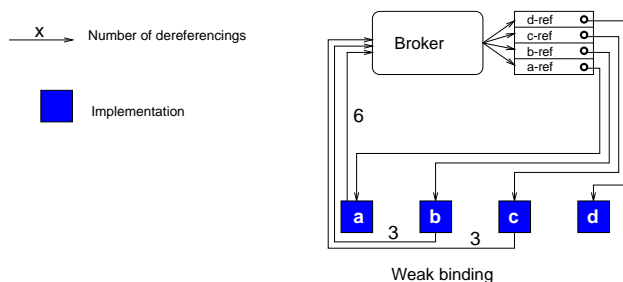 x
Number of dereferencings
Implementation
Broker
d-ref
c-ref
b-ref
a-ref
6
a
b
c
d
3
3
Weak binding